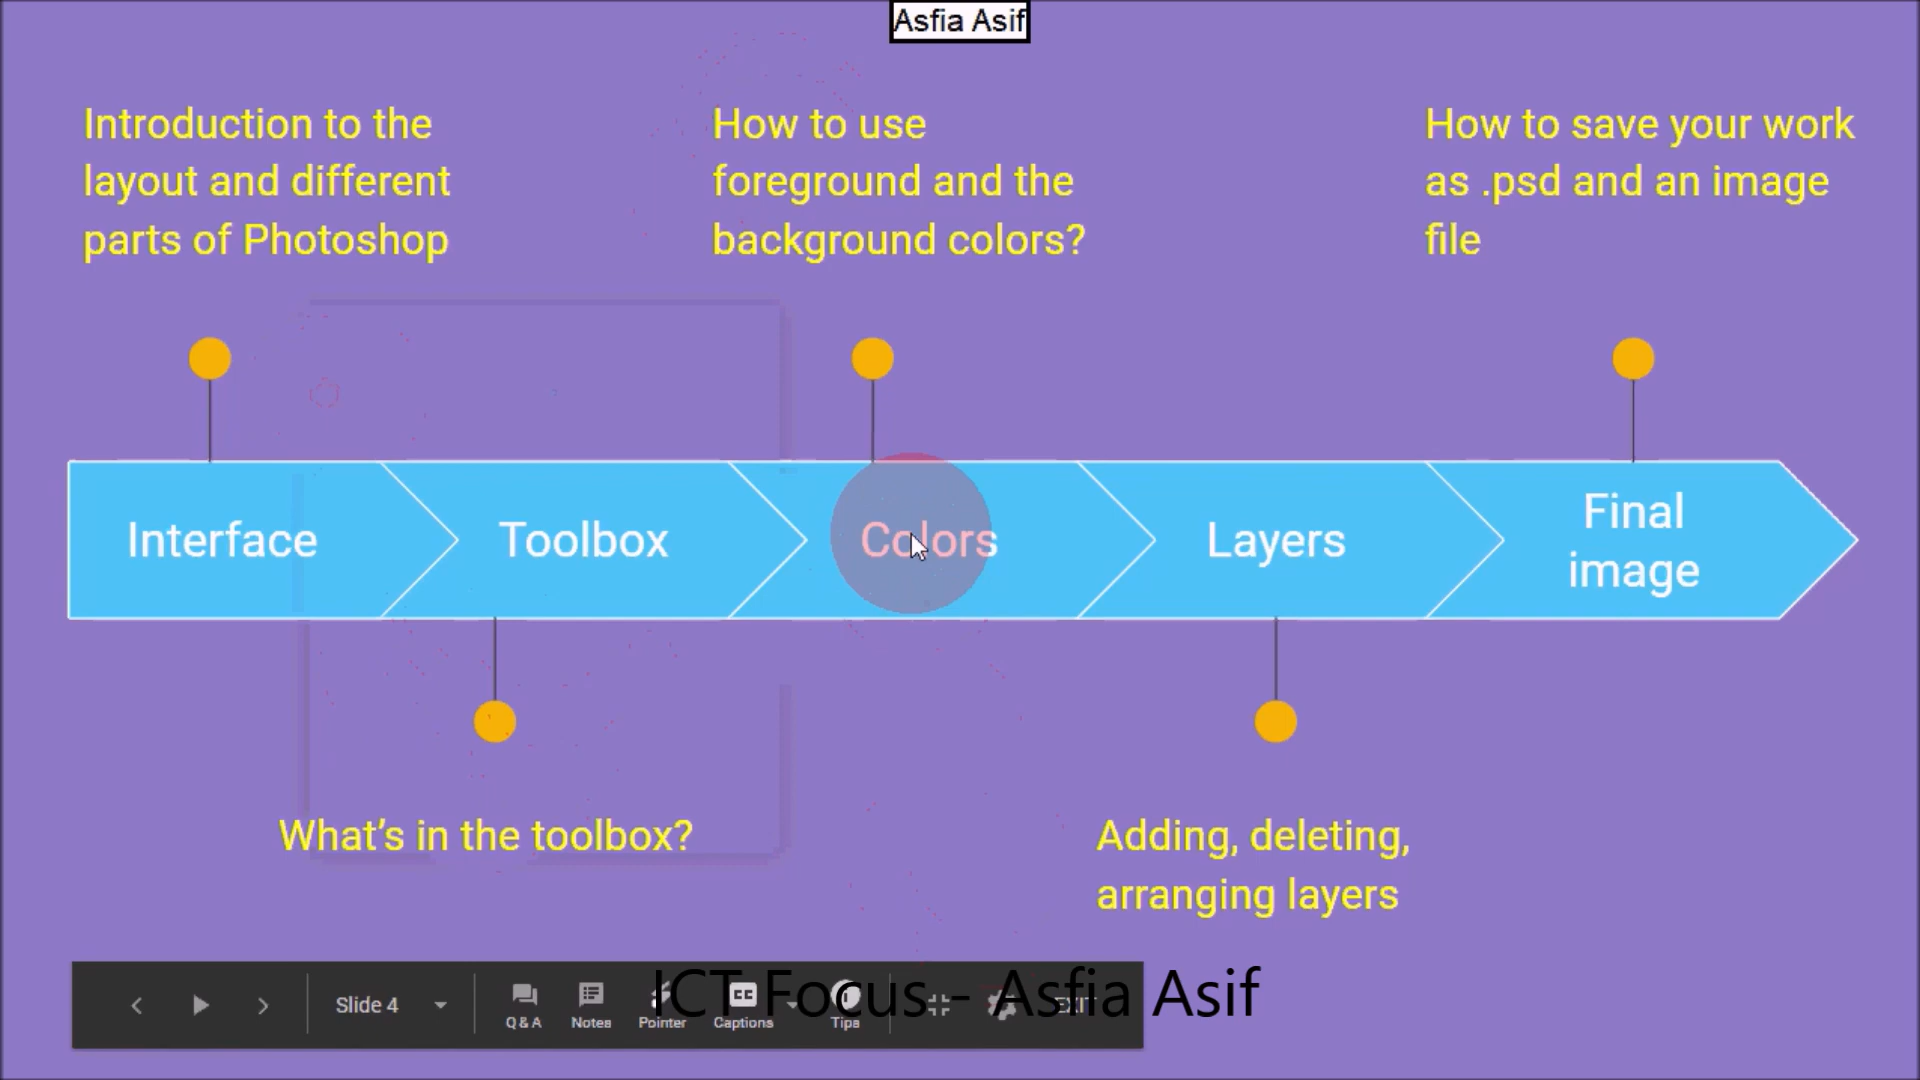 Asfia Asif
Introduction to the
layout and different
parts of Photoshop
How to use
foreground and the
background colors?
How to save your work
as .psd and an image
file
Interface
Toolbox
Colors
Layers
Final
image
What's in the toolbox?
Adding, deleting,
arranging layers
Slide 4
Q & A
Notes
Pointer
CC
Captions
Tips
EXIT
ICT Focus - Asfia Asif